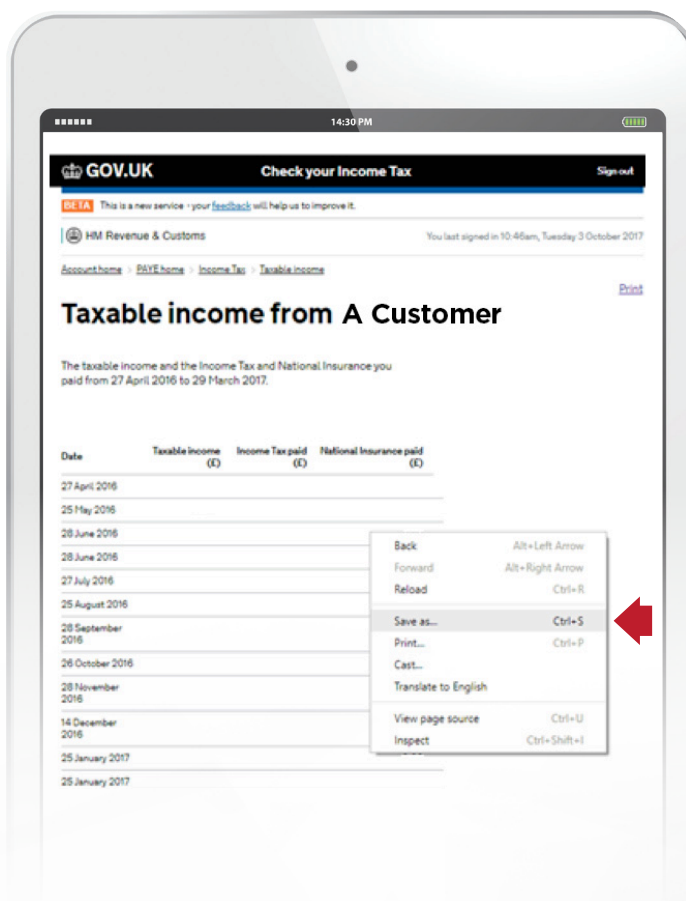 14:30 PM
GOV.UK Check your Income Tax Sign out
BETA This is a new service - your feedback will help us to improve it.
HM Revenue & Customs You last signed in 10:46am, Tuesday 3 October 2017
Account home > PAYE home > Income Tax > Taxable income
Print
Taxable income from A Customer
The taxable income and the Income Tax and National Insurance you
paid from 27 April 2016 to 29 March 2017.
Date Taxable income (£) Income Tax paid (£) National Insurance paid (£)
27 April 2016
25 May 2016
28 June 2016
28 June 2016
27 July 2016
25 August 2016
28 September
2016
26 October 2016
28 November
2016
14 December
2016
25 January 2017
25 January 2017
Back Alt+Left Arrow
Forward Alt+Right Arrow
Reload Ctrl+R
Save as... Ctrl+S
Print... Ctrl+P
Cast...
Translate to English
View page source Ctrl+U
Inspect Ctrl+Shift+I